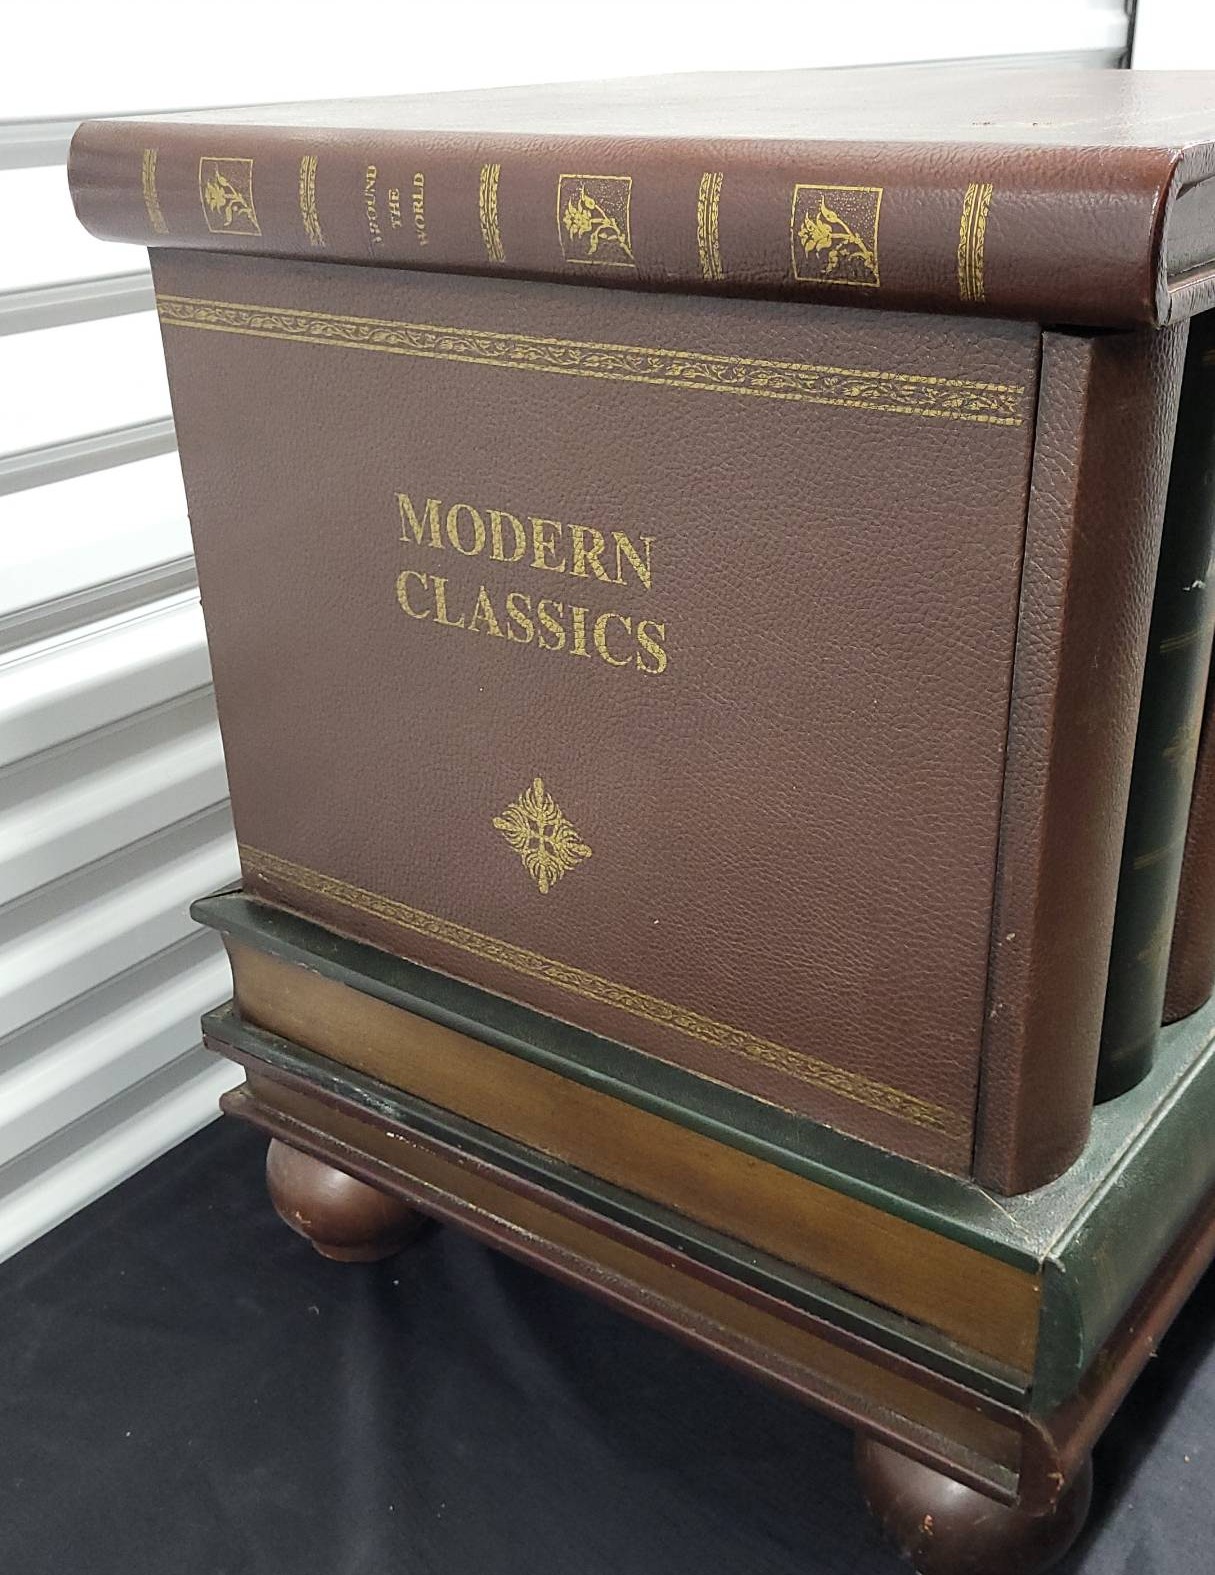 AROUND
THE
WORLD
MODERN
CLASSICS